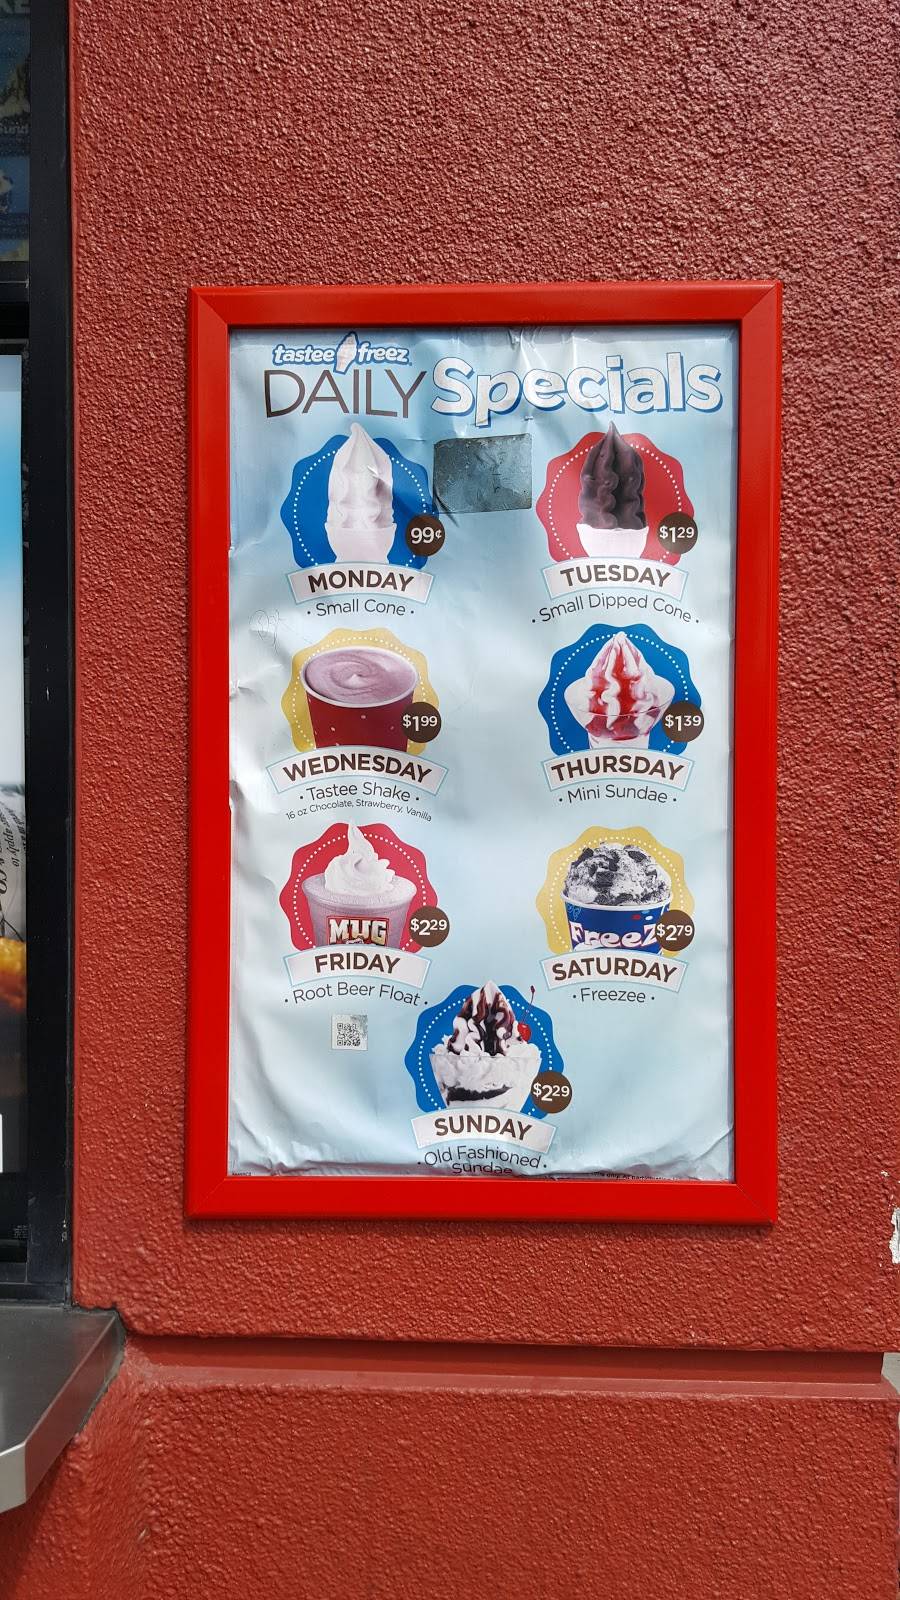 tastee freez
DAILY Specials
99¢
MONDAY
· Small Cone ·
$1.29
TUESDAY
· Small Dipped Cone ·
$1.99
WEDNESDAY
· Tastee Shake ·
16 oz Chocolate, Strawberry, Vanilla
$1.39
THURSDAY
· Mini Sundae ·
MUG
$2.29
FRIDAY
· Root Beer Float ·
Freez
$2.79
SATURDAY
· Freezee ·
$2.29
SUNDAY
· Old Fashioned ·
Sundae
apply to